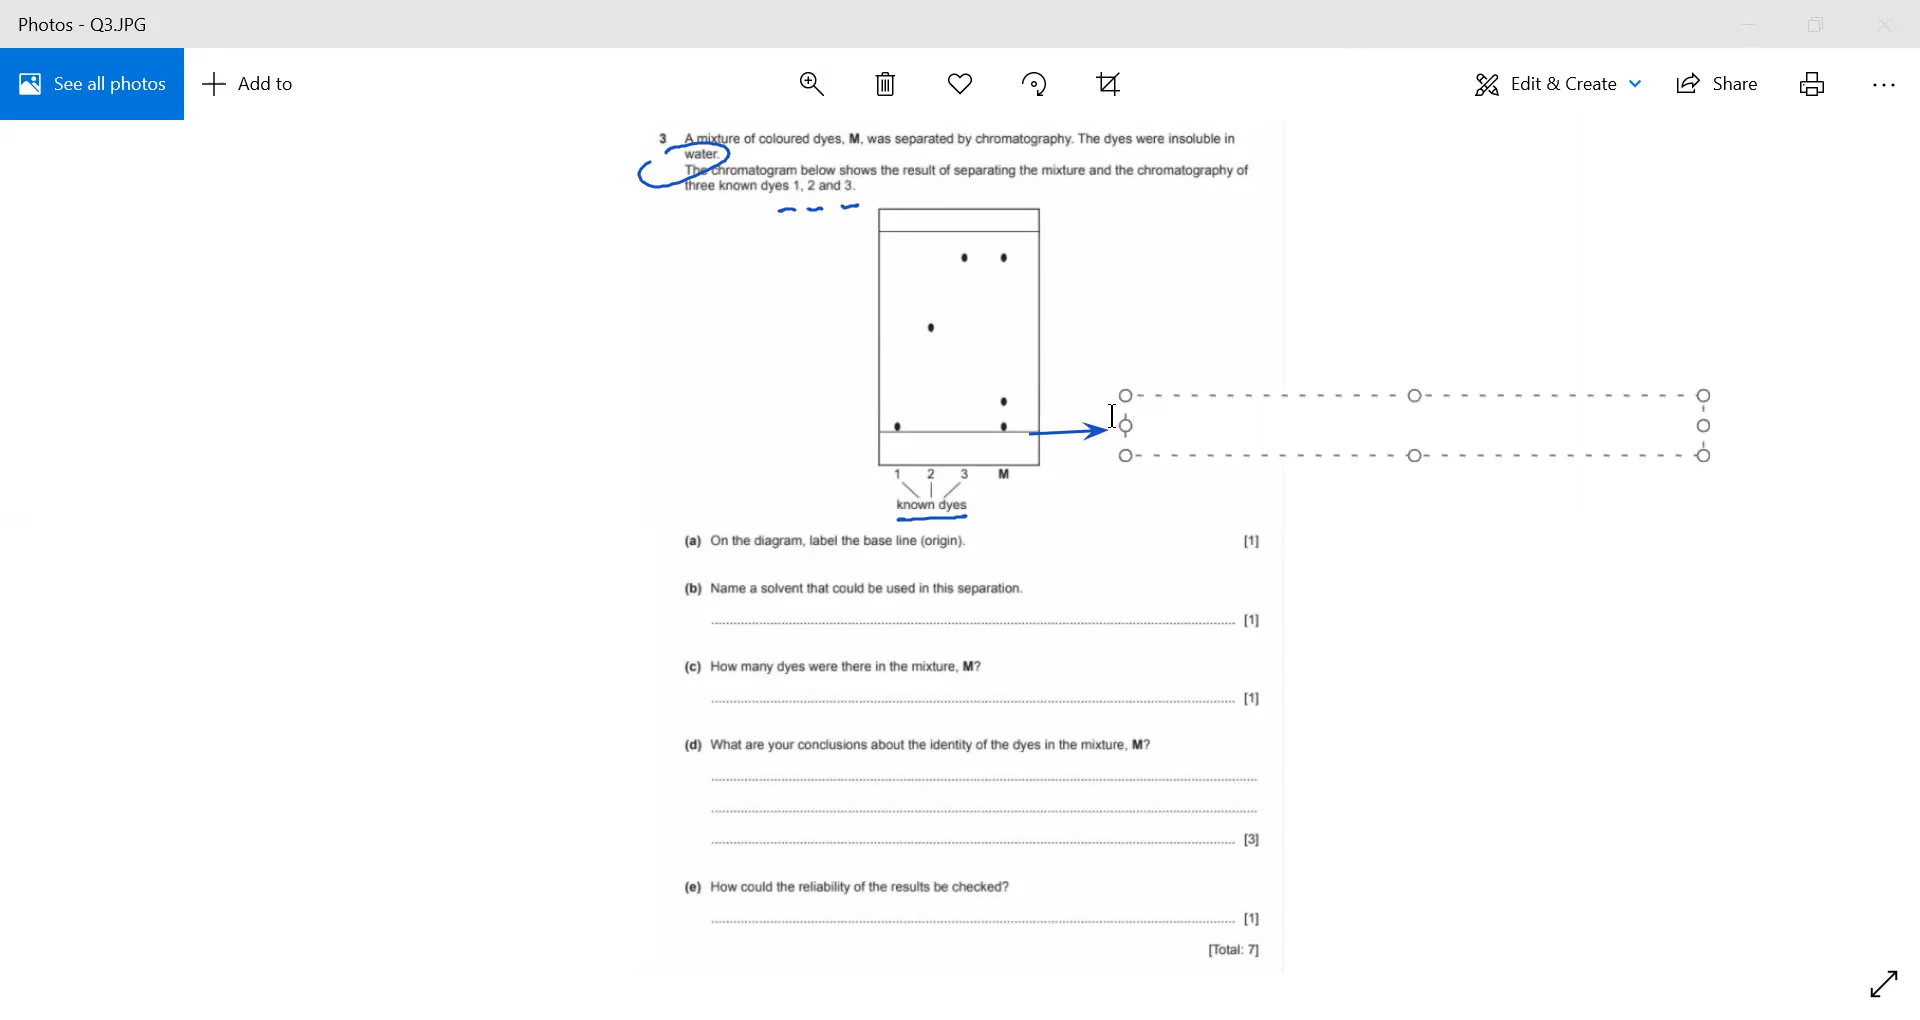 Photos - Q3.JPG
See all photos
Add to
Edit & Create
Share
3 A mixture of coloured dyes, M, was separated by chromatography. The dyes were insoluble in
water.
The chromatogram below shows the result of separating the mixture and the chromatography of
three known dyes 1, 2 and 3.
1 2 3 M
known dyes
(a) On the diagram, label the base line (origin). [1]
(b) Name a solvent that could be used in this separation.
[1]
(c) How many dyes were there in the mixture, M?
[1]
(d) What are your conclusions about the identity of the dyes in the mixture, M?
[3]
(e) How could the reliability of the results be checked?
[1]
[Total: 7]